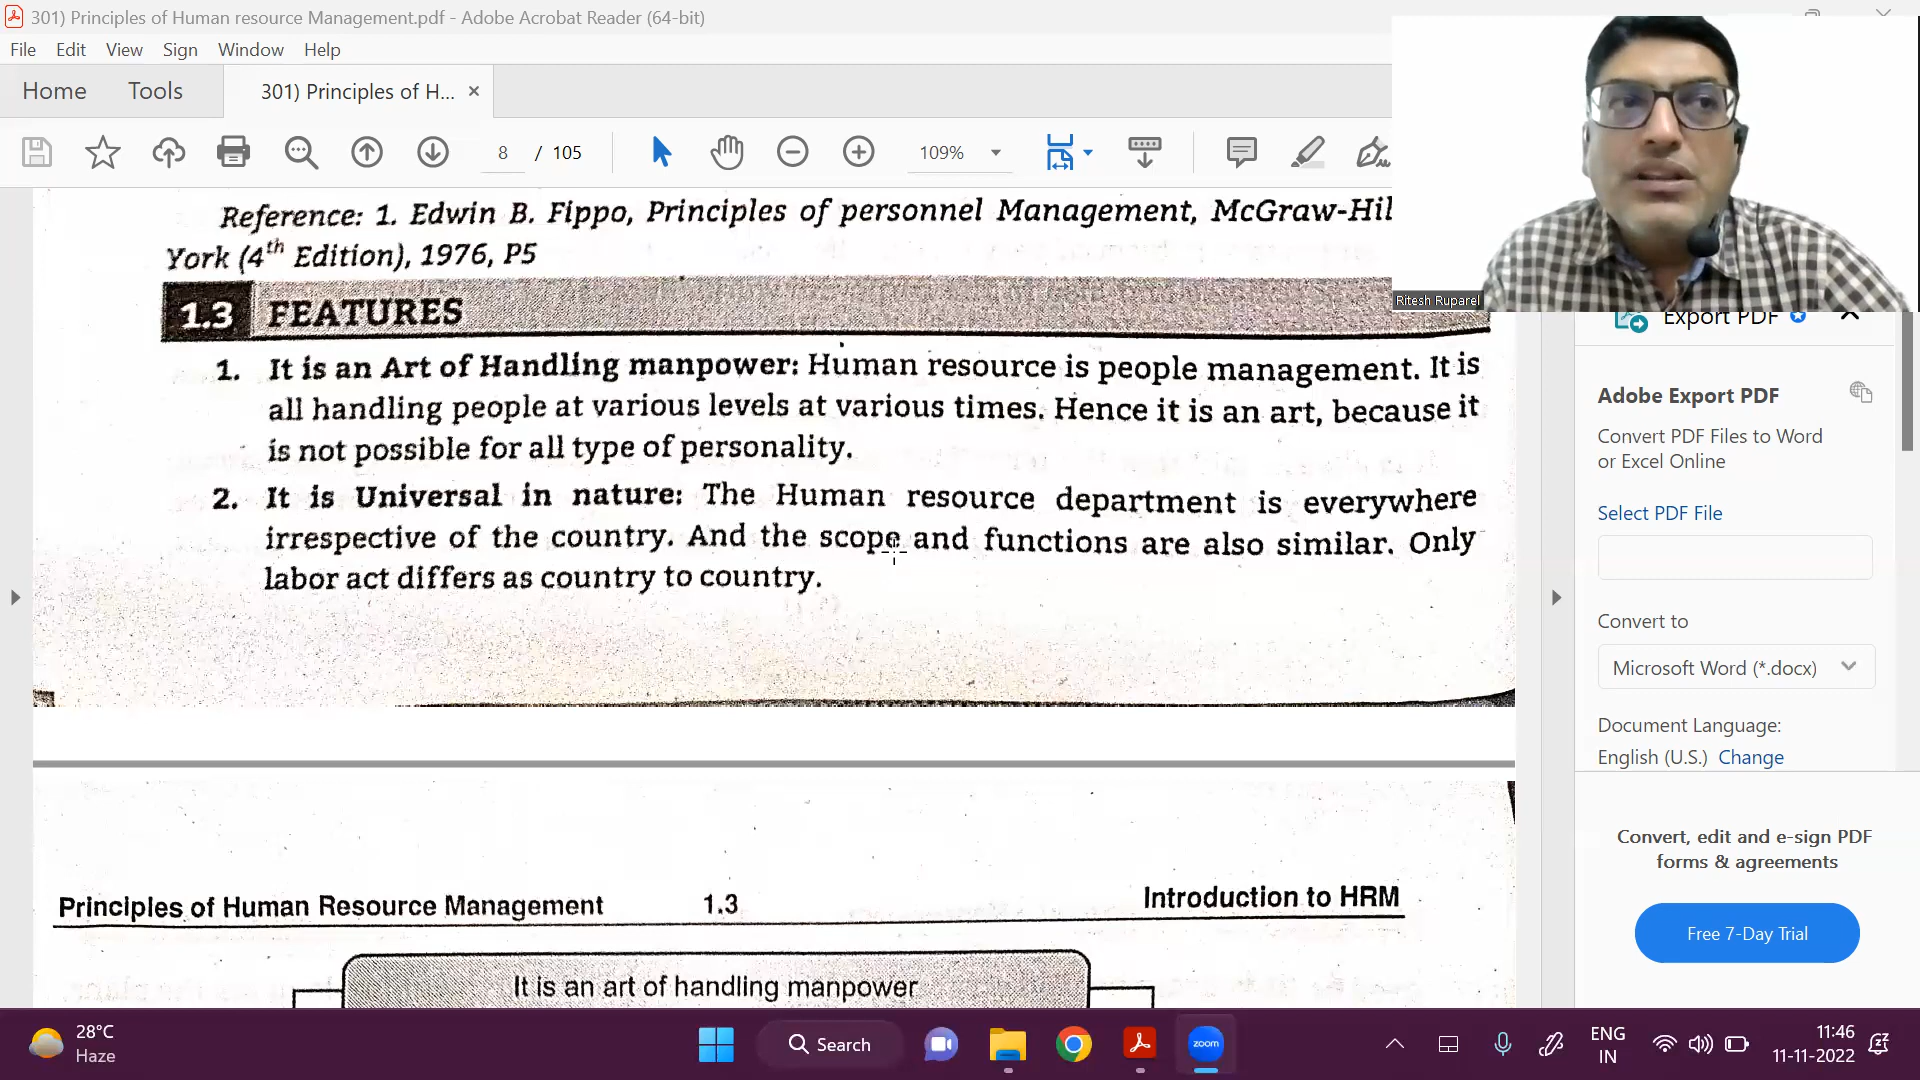 301) Principles of Human resource Management.pdf - Adobe Acrobat Reader (64-bit)
File Edit View Sign Window Help
Home Tools 301) Principles of H... ×
8 / 105 109%
Reference: 1. Edwin B. Fippo, Principles of personnel Management, McGraw-Hil
York (4th Edition), 1976, P5
1.3 FEATURES
1. It is an Art of Handling manpower: Human resource is people management. It is
all handling people at various levels at various times. Hence it is an art, because it
is not possible for all type of personality.
2. It is Universal in nature: The Human resource department is everywhere
irrespective of the country. And the scope and functions are also similar. Only
labor act differs as country to country.
Principles of Human Resource Management 1.3 Introduction to HRM
It is an art of handling manpower
Ritesh Ruparel
Export PDF
Adobe Export PDF
Convert PDF Files to Word
or Excel Online
Select PDF File
Convert to
Microsoft Word (*.docx)
Document Language:
English (U.S.) Change
Convert, edit and e-sign PDF
forms & agreements
Free 7-Day Trial
28°C
Haze
Search
zoom
ENG
IN
11:46
11-11-2022